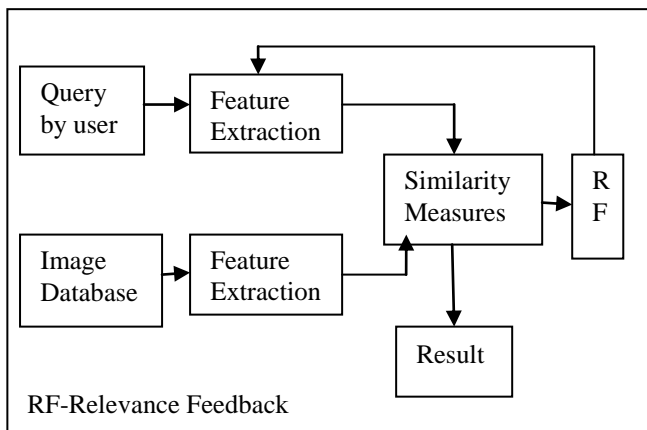 Query
by user
Feature
Extraction
Similarity
Measures
R
F
Image
Database
Feature
Extraction
Result
RF-Relevance Feedback